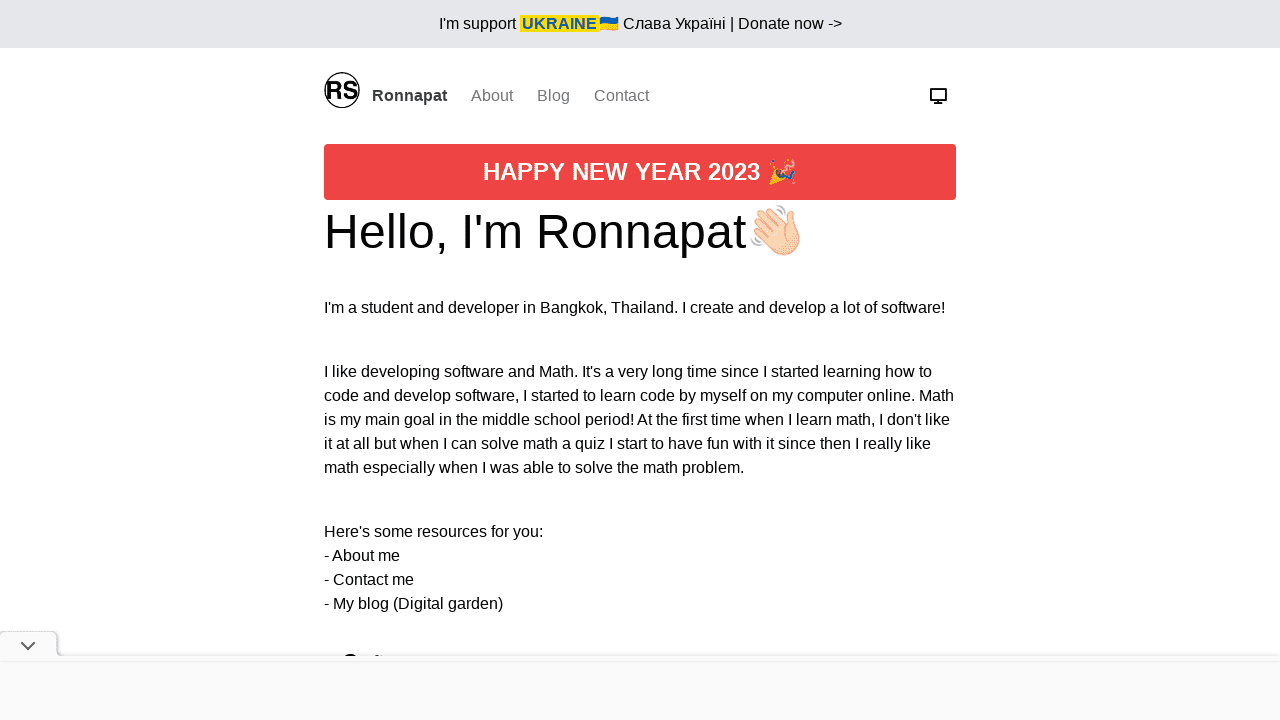 I'm support UKRAINE🇺🇦 Слава Україні | Donate now ->
RS Ronnapat About Blog Contact
HAPPY NEW YEAR 2023 🎉
Hello, I'm Ronnapat👋🏻
I'm a student and developer in Bangkok, Thailand. I create and develop a lot of software!
I like developing software and Math. It's a very long time since I started learning how to
code and develop software, I started to learn code by myself on my computer online. Math
is my main goal in the middle school period! At the first time when I learn math, I don't like
it at all but when I can solve math a quiz I start to have fun with it since then I really like
math especially when I was able to solve the math problem.
Here's some resources for you:
- About me
- Contact me
- My blog (Digital garden)